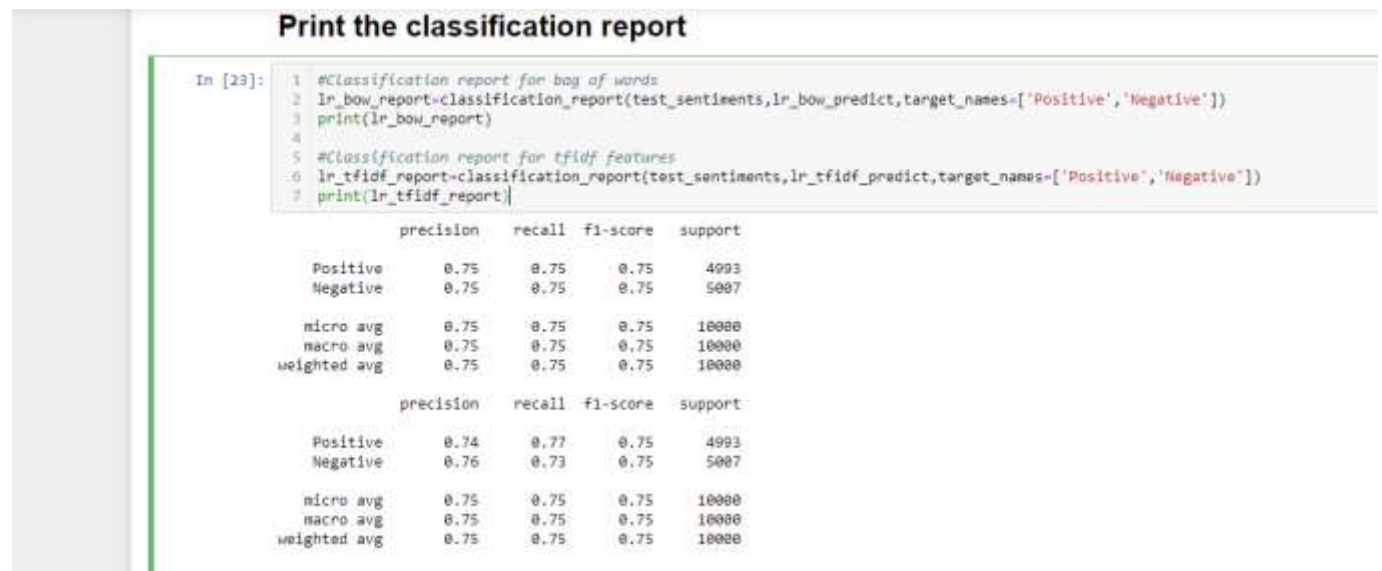 Print the classification report
In [23]:
1 #Classification report for bag of words
2 lr_bow_report=classification_report(test_sentiments,lr_bow_predict,target_names=['Positive','Negative'])
3 print(lr_bow_report)
4
5 #Classification report for tfidf features
6 lr_tfidf_report=classification_report(test_sentiments,lr_tfidf_predict,target_names=['Positive','Negative'])
7 print(lr_tfidf_report)
precision recall f1-score support
Positive 0.75 0.75 0.75 4993
Negative 0.75 0.75 0.75 5007
micro avg 0.75 0.75 0.75 10000
macro avg 0.75 0.75 0.75 10000
weighted avg 0.75 0.75 0.75 10000
precision recall f1-score support
Positive 0.74 0.77 0.75 4993
Negative 0.76 0.73 0.75 5007
micro avg 0.75 0.75 0.75 10000
macro avg 0.75 0.75 0.75 10000
weighted avg 0.75 0.75 0.75 10000